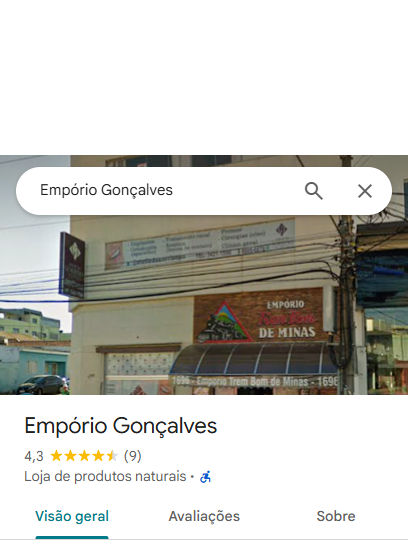 Empório Gonçalves
EMPÓRIO
Trem Bom
DE MINAS
1696 - Empório Trem Bom de Minas - 1696
Empório Gonçalves
4,3 (9)
Loja de produtos naturais ·
Visão geral
Avaliações
Sobre